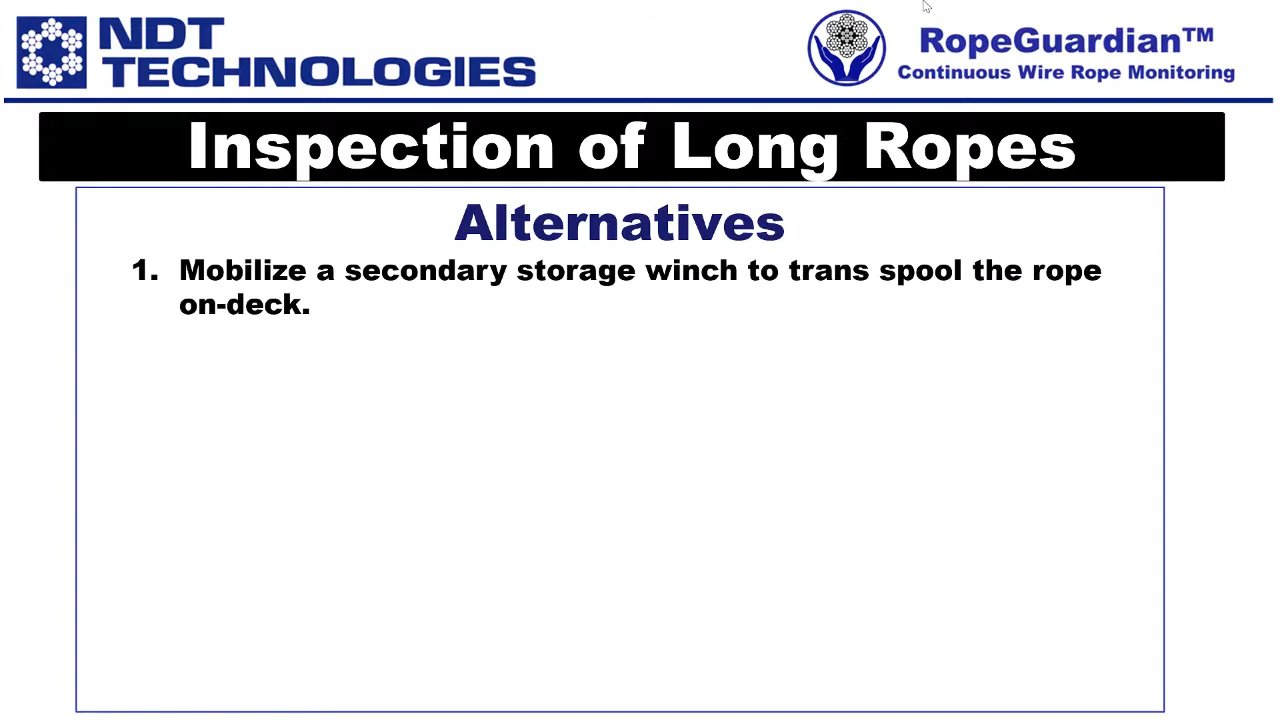 NDT
TECHNOLOGIES
RopeGuardian™
Continuous Wire Rope Monitoring
Inspection of Long Ropes
Alternatives
1. Mobilize a secondary storage winch to trans spool the rope
on-deck.